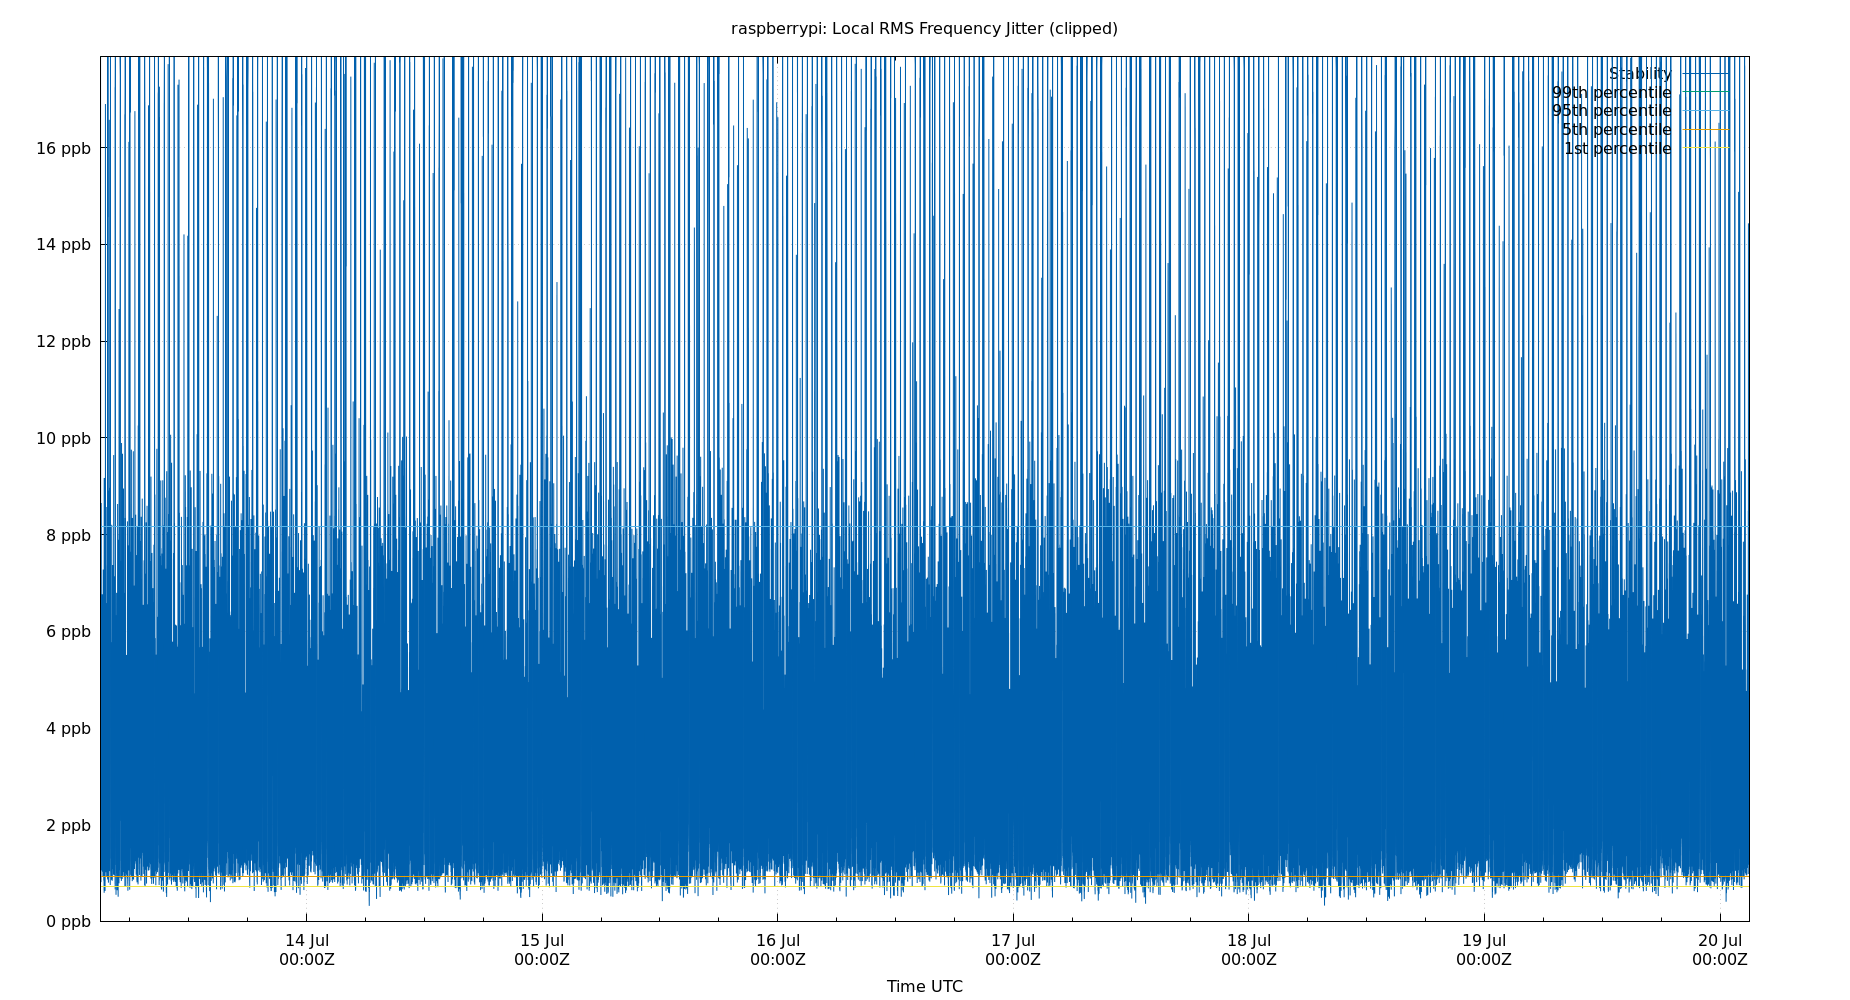 raspberrypi: Local RMS Frequency Jitter (clipped)
Stability
99th percentile
95th percentile
5th percentile
1st percentile
16 ppb
14 ppb
12 ppb
10 ppb
8 ppb
6 ppb
4 ppb
2 ppb
0 ppb
14 Jul 15 Jul 16 Jul 17 Jul 18 Jul 19 Jul 20 Jul
00:00Z 00:00Z 00:00Z 00:00Z 00:00Z 00:00Z 00:00Z
Time UTC